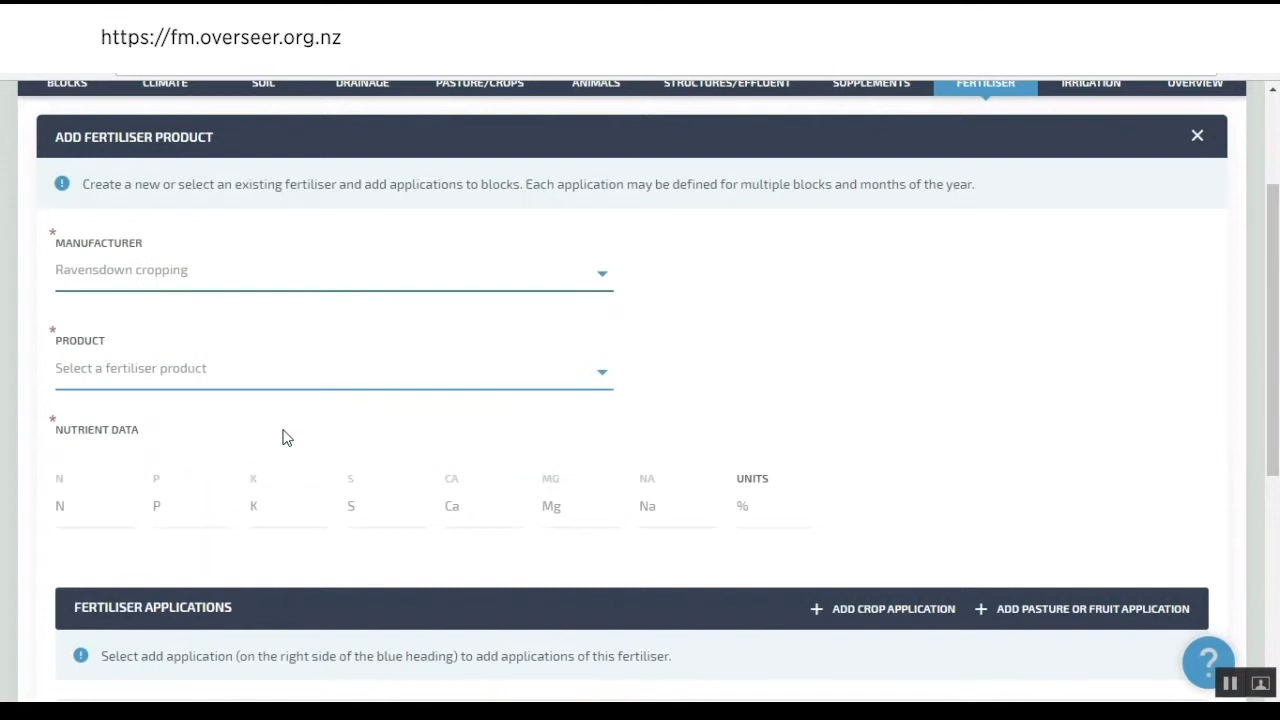 https://fm.overseer.org.nz
BLOCKS CLIMATE SOIL DRAINAGE PASTURE/CROPS ANIMALS STRUCTURES/EFFLUENT SUPPLEMENTS FERTILISER IRRIGATION OVERVIEW
ADD FERTILISER PRODUCT
Create a new or select an existing fertiliser and add applications to blocks. Each application may be defined for multiple blocks and months of the year.
*
MANUFACTURER
Ravensdown cropping
*
PRODUCT
Select a fertiliser product
*
NUTRIENT DATA
N P K S CA MG NA UNITS
N P K S Ca Mg Na %
FERTILISER APPLICATIONS + ADD CROP APPLICATION + ADD PASTURE OR FRUIT APPLICATION
Select add application (on the right side of the blue heading) to add applications of this fertiliser.
?